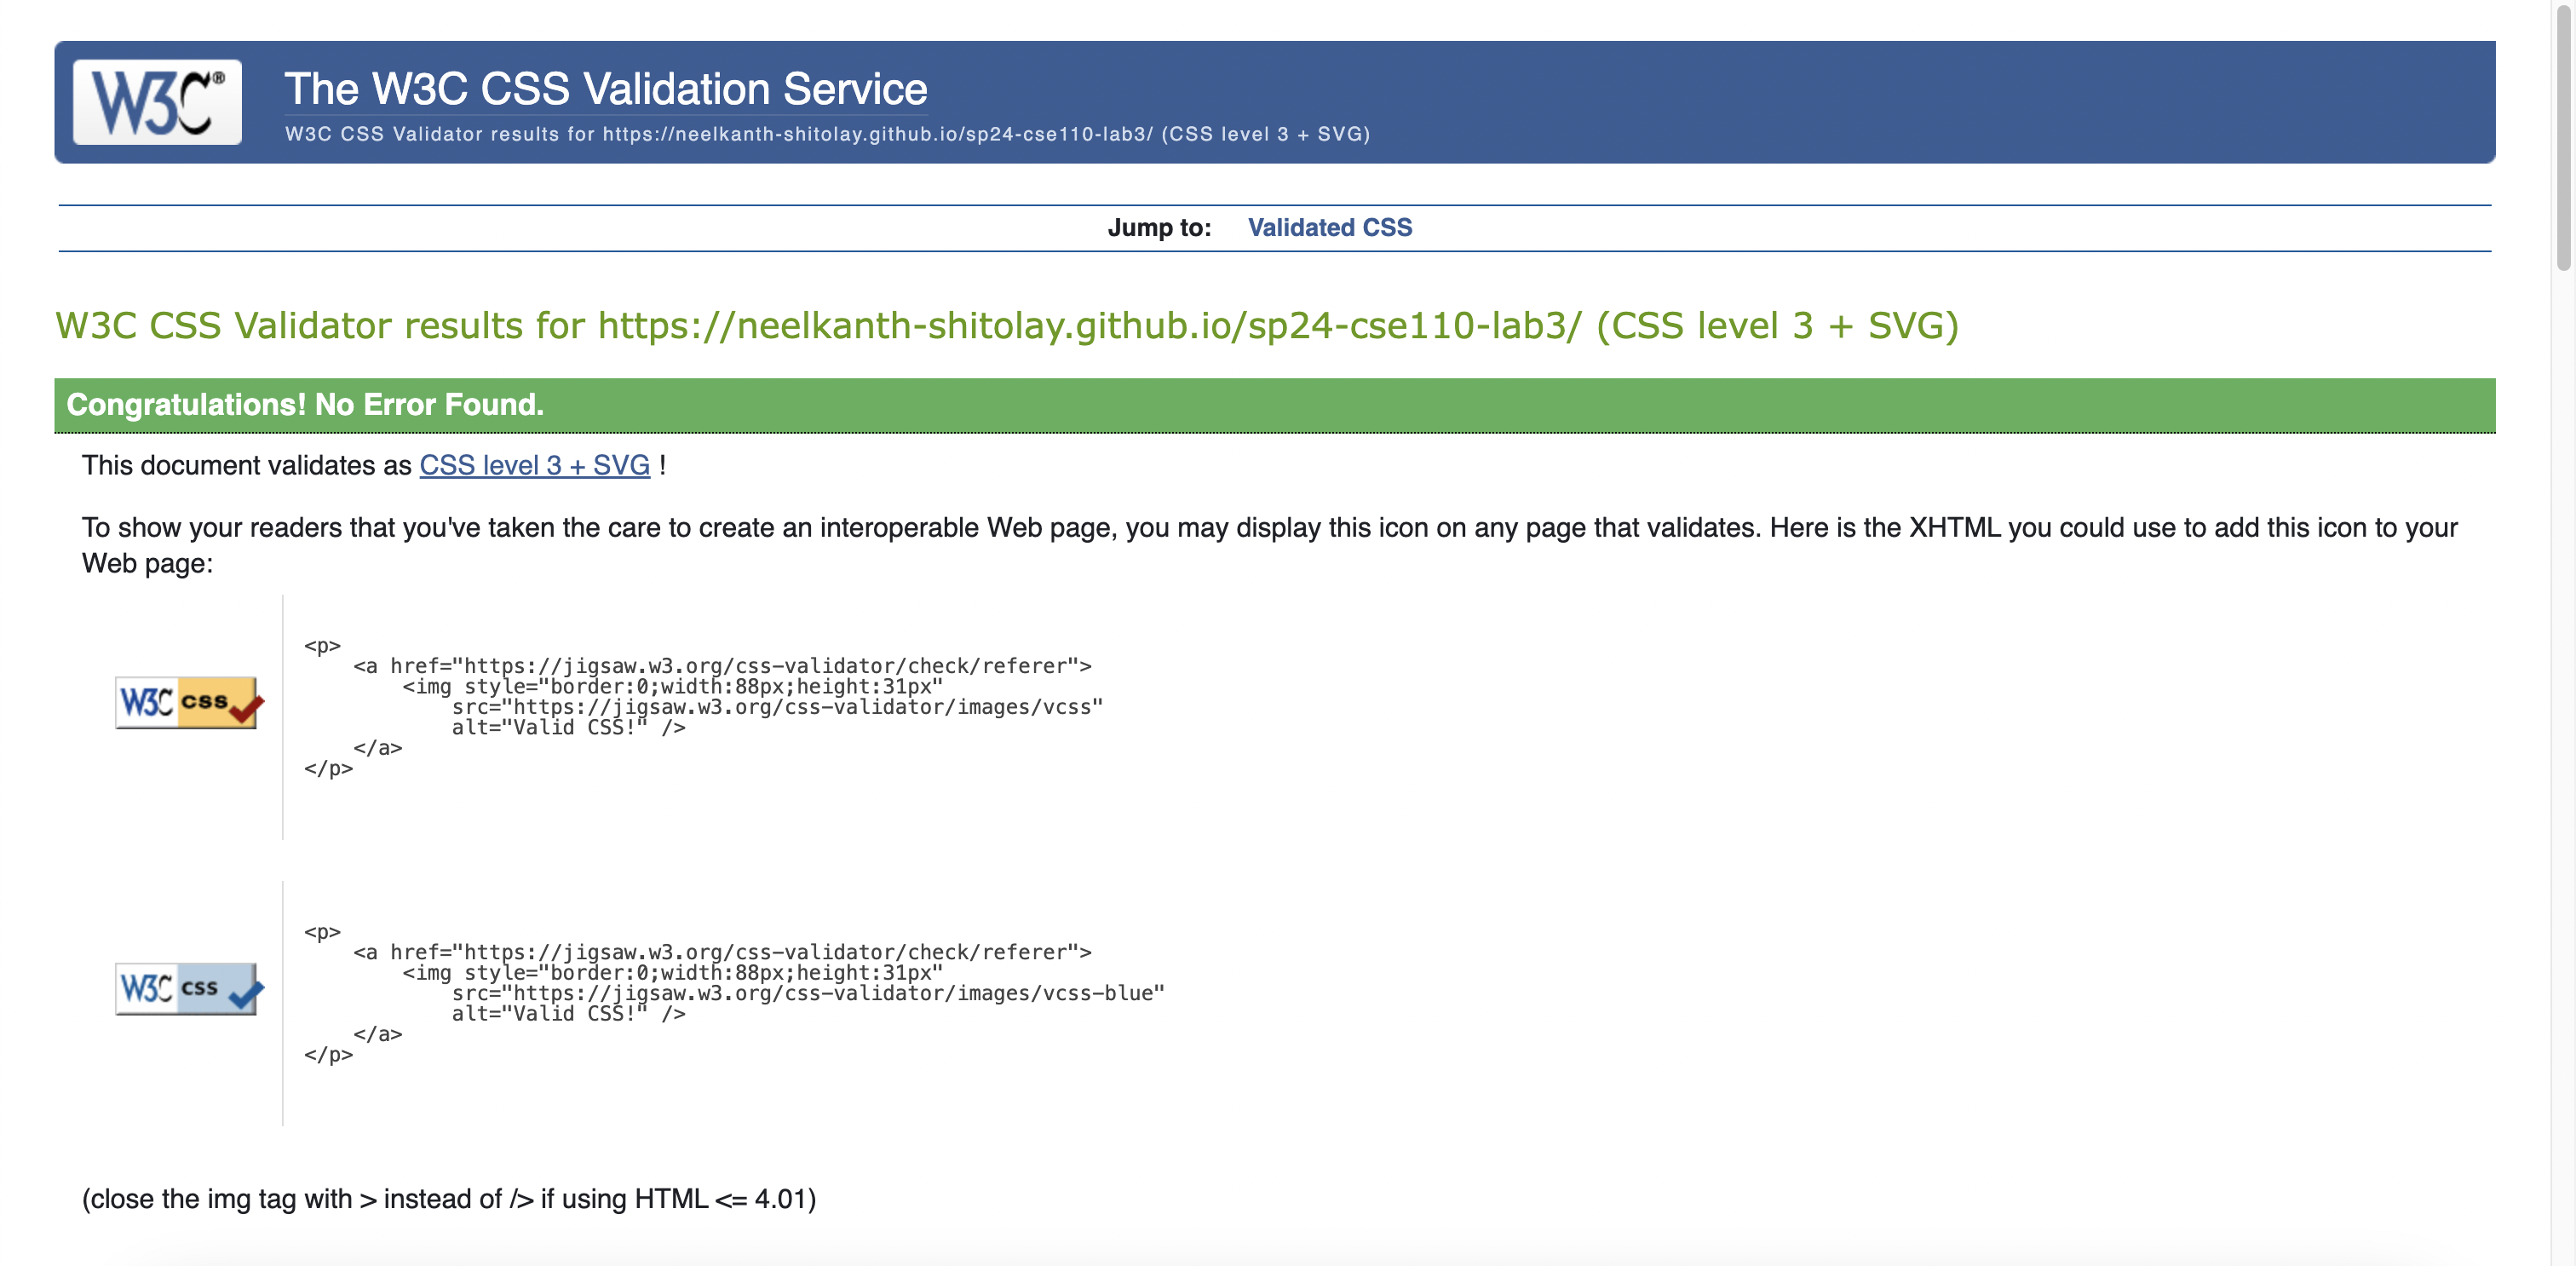 W3C®
The W3C CSS Validation Service
W3C CSS Validator results for https://neelkanth-shitolay.github.io/sp24-cse110-lab3/ (CSS level 3 + SVG)
Jump to: Validated CSS
W3C CSS Validator results for https://neelkanth-shitolay.github.io/sp24-cse110-lab3/ (CSS level 3 + SVG)
Congratulations! No Error Found.
This document validates as CSS level 3 + SVG !
To show your readers that you've taken the care to create an interoperable Web page, you may display this icon on any page that validates. Here is the XHTML you could use to add this icon to your
Web page:
W3C css
<p>
    <a href="https://jigsaw.w3.org/css-validator/check/referer">
        <img style="border:0;width:88px;height:31px"
            src="https://jigsaw.w3.org/css-validator/images/vcss"
            alt="Valid CSS!" />
    </a>
</p>
W3C css
<p>
    <a href="https://jigsaw.w3.org/css-validator/check/referer">
        <img style="border:0;width:88px;height:31px"
            src="https://jigsaw.w3.org/css-validator/images/vcss-blue"
            alt="Valid CSS!" />
    </a>
</p>
(close the img tag with > instead of /> if using HTML <= 4.01)